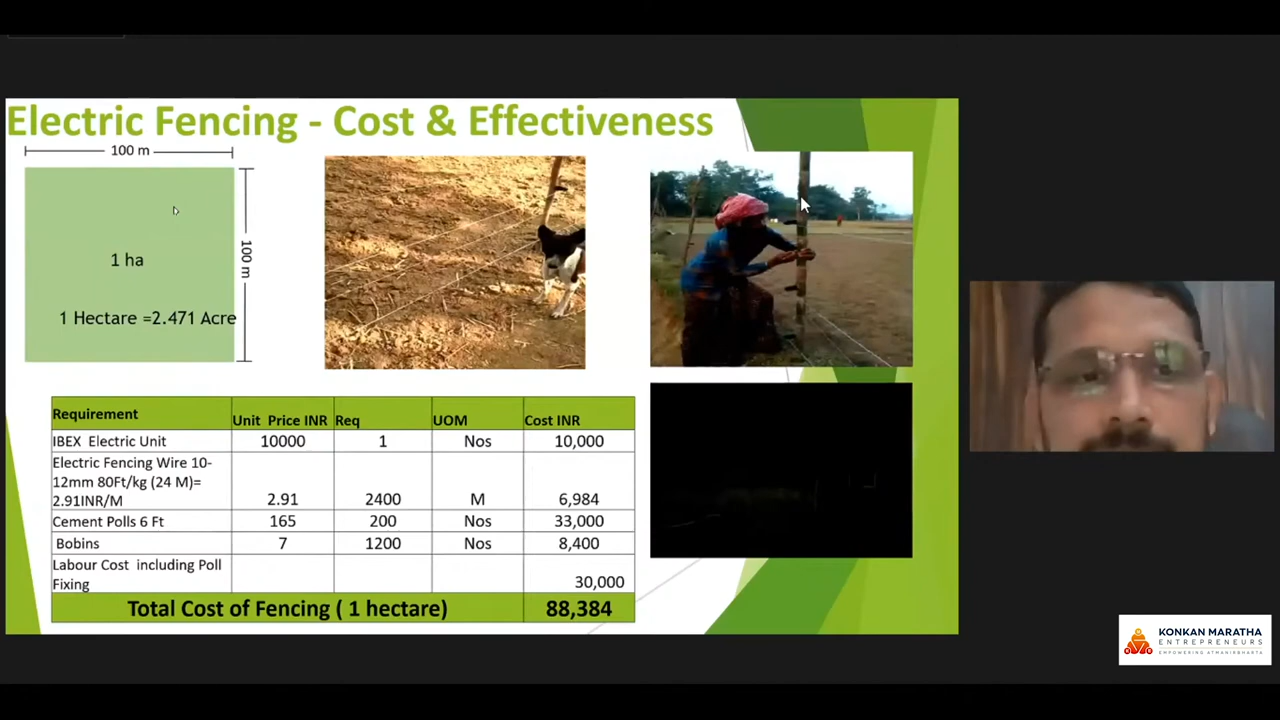 Electric Fencing - Cost & Effectiveness
100 m
100 m
1 ha
1 Hectare =2.471 Acre
Requirement Unit Price INR Req UOM Cost INR
IBEX Electric Unit 10000 1 Nos 10,000
Electric Fencing Wire 10-
12mm 80Ft/kg (24 M)=
2.91INR/M 2.91 2400 M 6,984
Cement Polls 6 Ft 165 200 Nos 33,000
Bobins 7 1200 Nos 8,400
Labour Cost including Poll
Fixing 30,000
Total Cost of Fencing ( 1 hectare) 88,384
KONKAN MARATHA
ENTREPRENEURS
EMPOWERING ATMANIRBHARTA